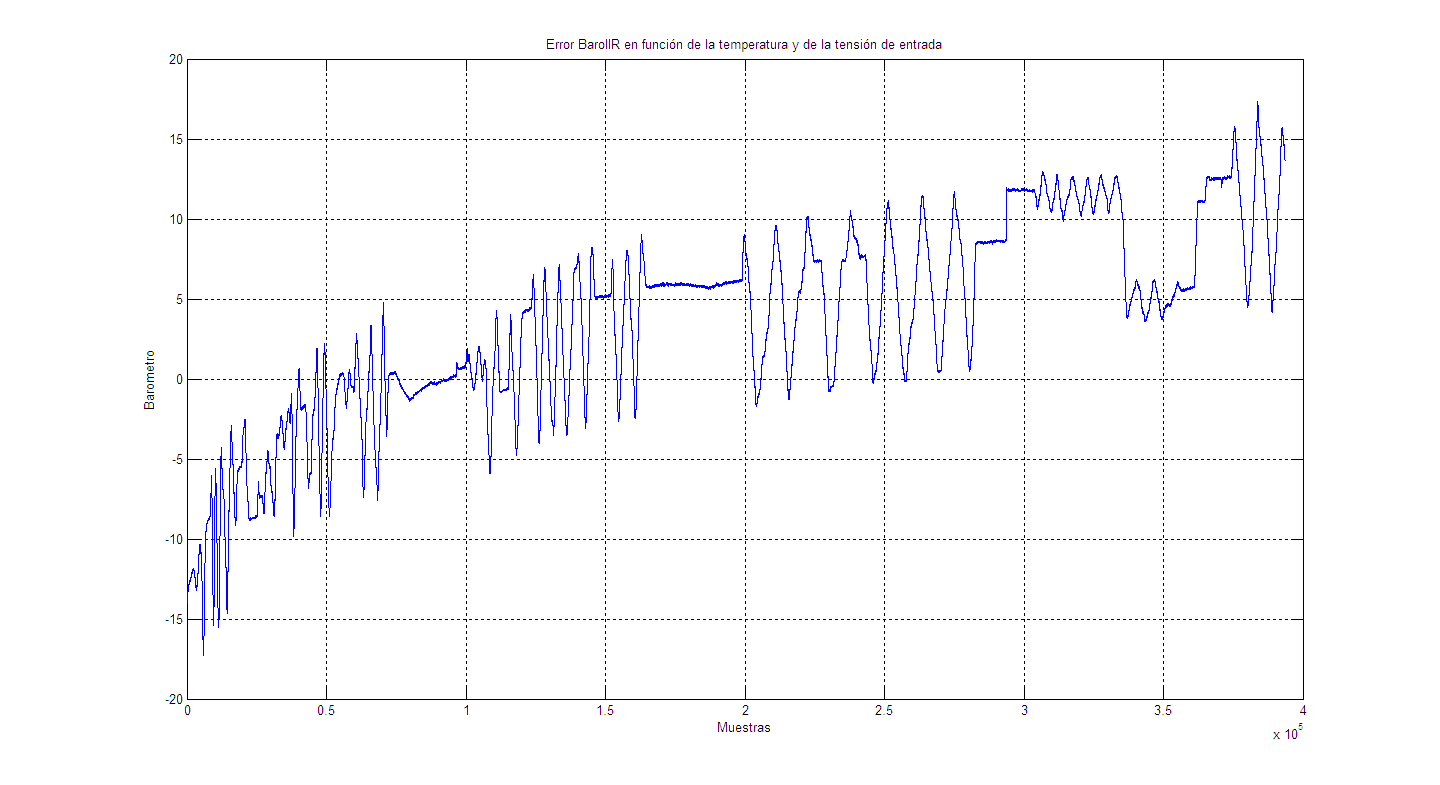 Error BaroIIR en función de la temperatura y de la tensión de entrada
20
15
10
5
0
-5
-10
-15
-20
Barometro
0 0.5 1 1.5 2 2.5 3 3.5 4
Muestras
x 10^5